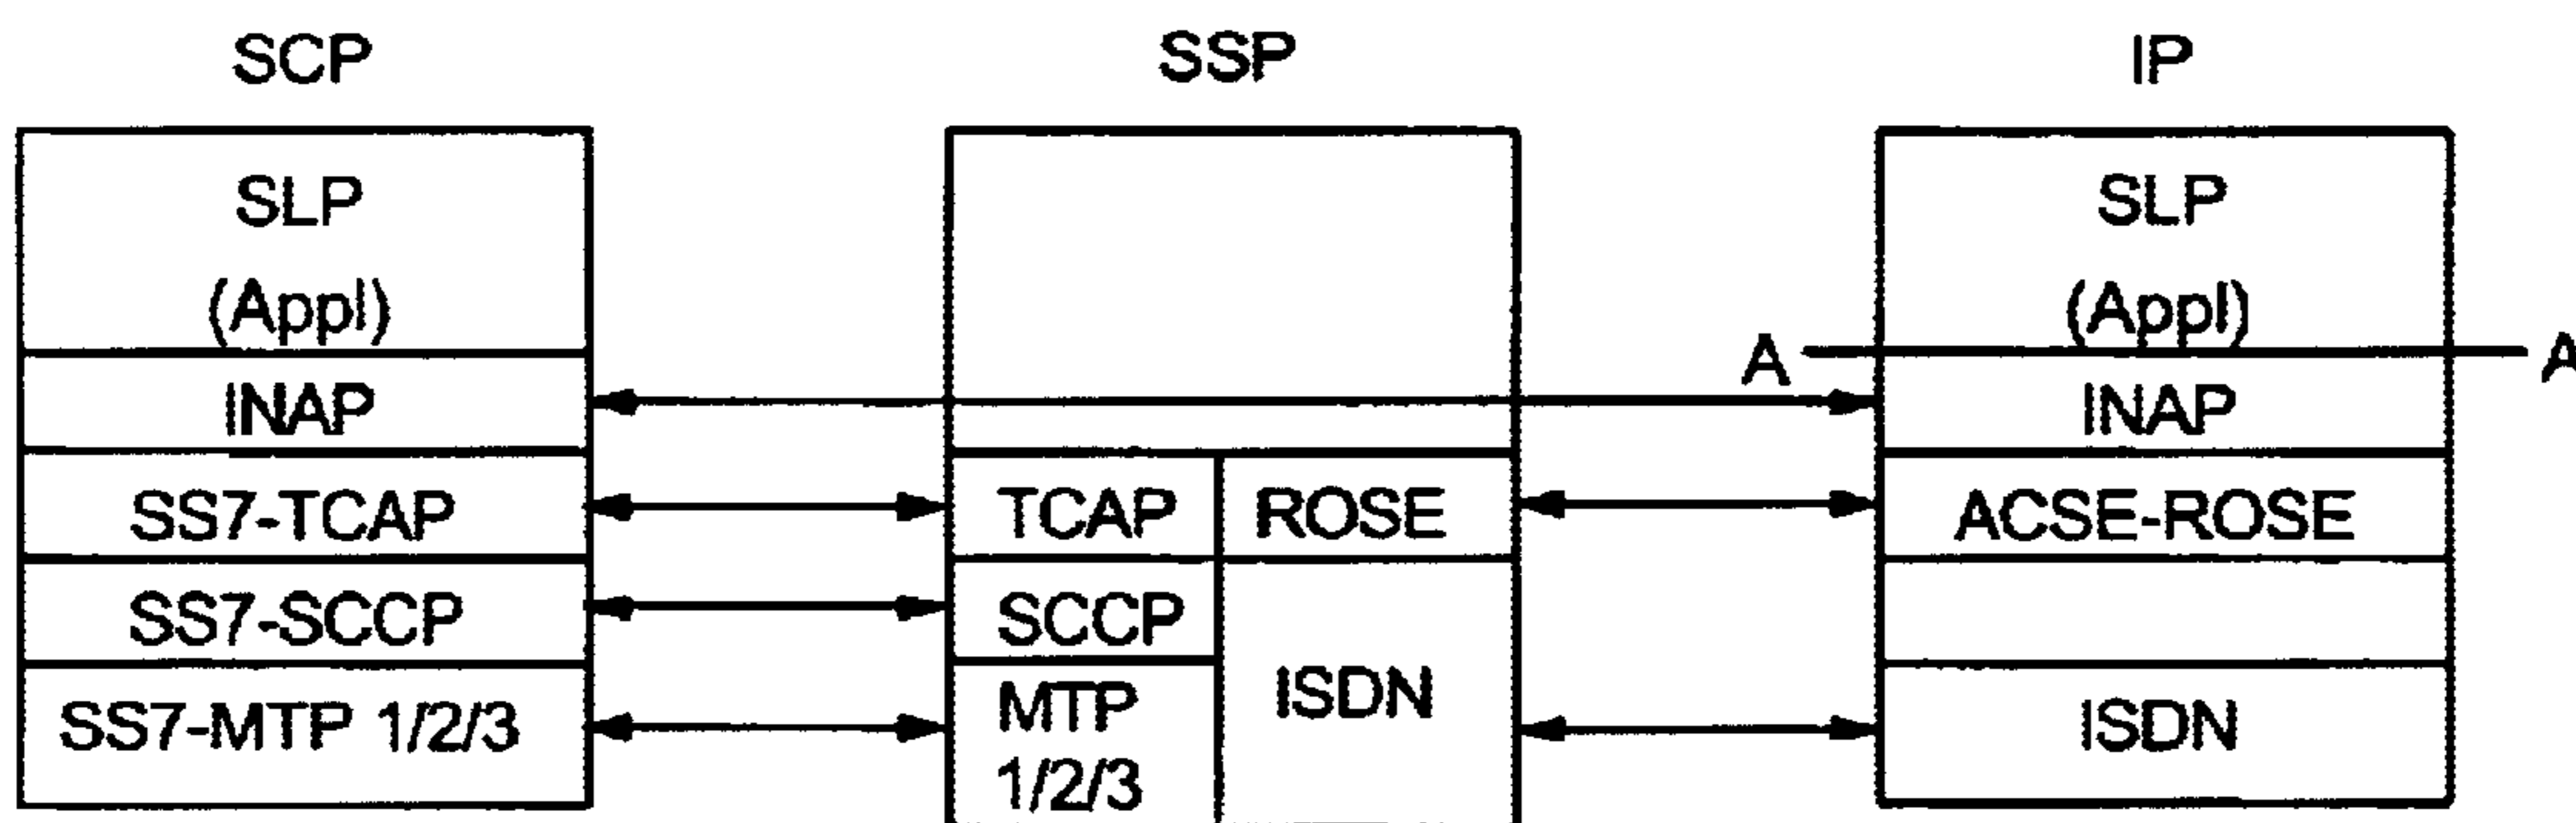 SCP
SSP
IP
SLP
(Appl)
SLP
(Appl)
A
A
INAP
INAP
SS7-TCAP
TCAP
ROSE
ACSE-ROSE
SS7-SCCP
SCCP
SS7-MTP 1/2/3
MTP
1/2/3
ISDN
ISDN